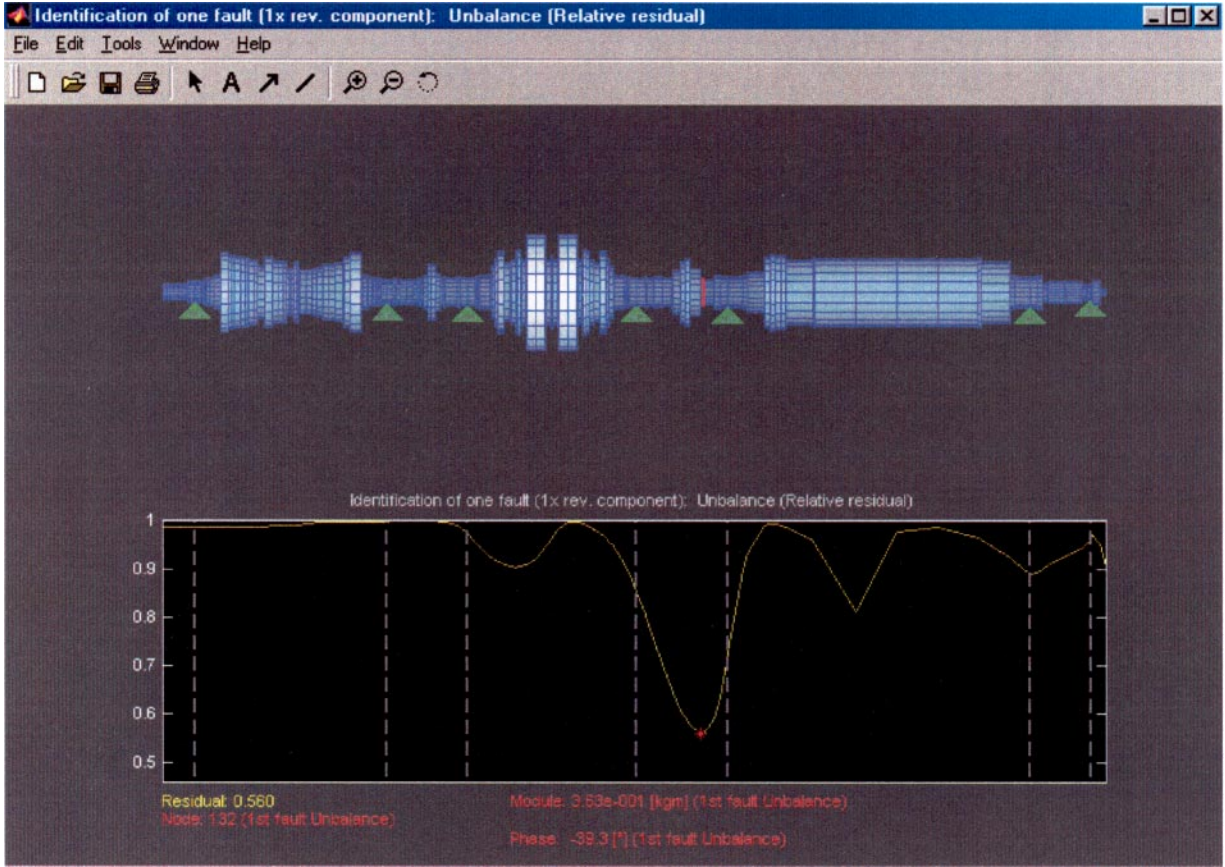 Identification of one fault (1x rev. component): Unbalance (Relative residual)
File Edit Tools Window Help
A
Identification of one fault (1x rev. component): Unbalance (Relative residual)
1
0.9
0.8
0.7
0.6
0.5
Residual: 0.560
Node: 132 (1st fault Unbalance)
Module: 3.63e-001 [kgm] (1st fault Unbalance)
Phase: -39.3 [°] (1st fault Unbalance)